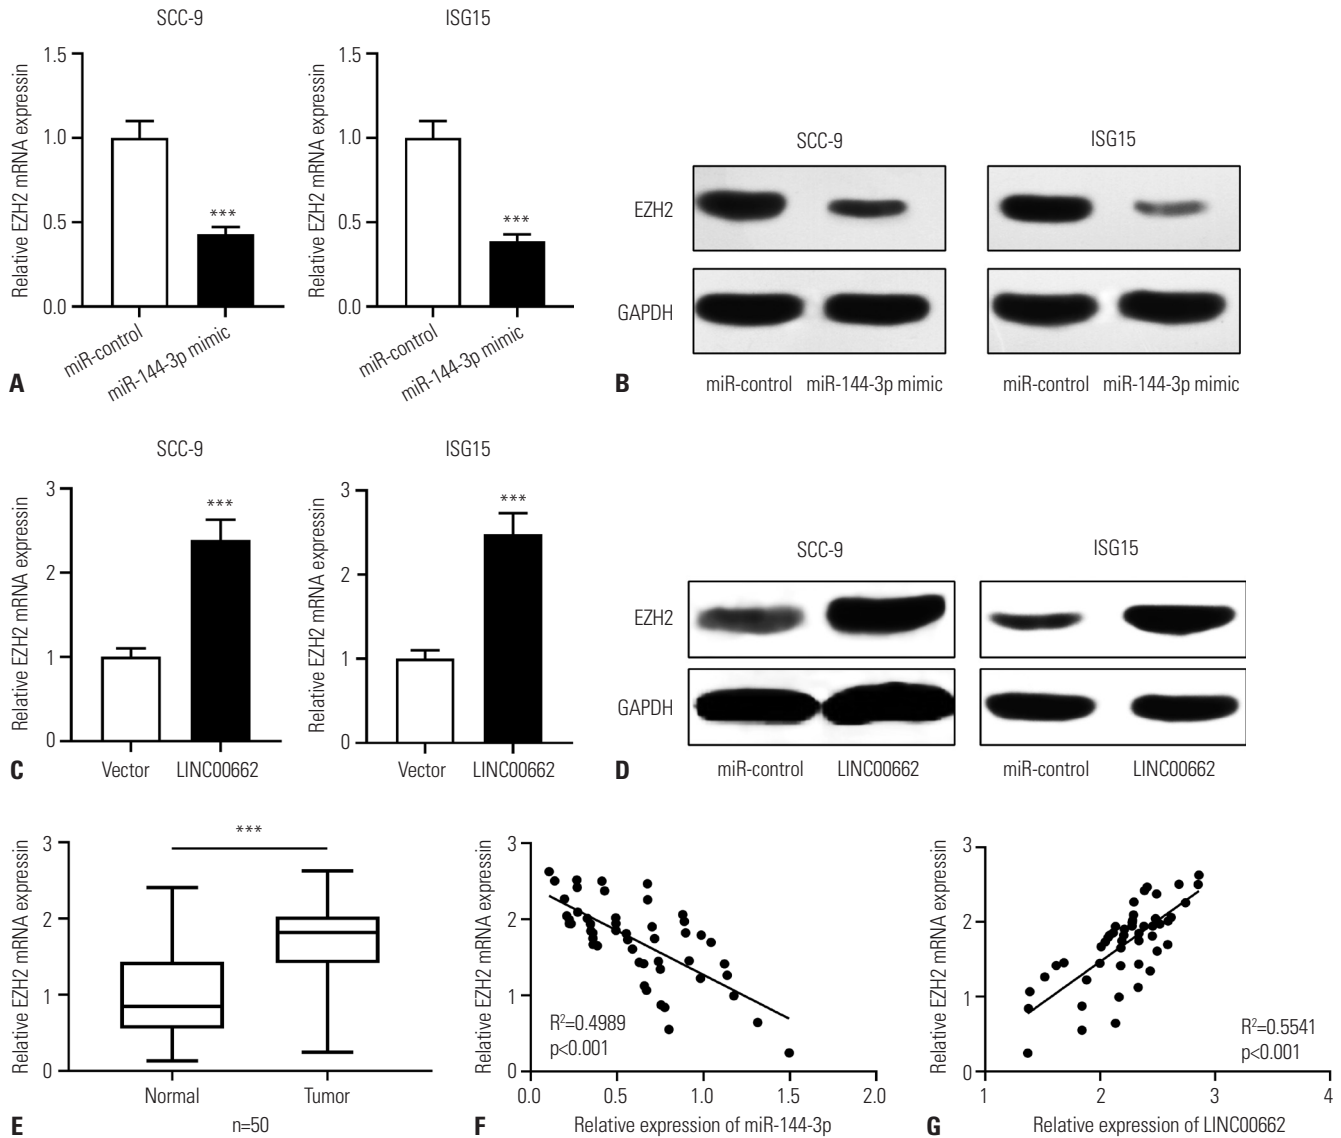 SCC-9
ISG15
Relative EZH2 mRNA expressin
1.5
1.0
0.5
0.0
***
miR-control
miR-144-3p mimic
Relative EZH2 mRNA expressin
1.5
1.0
0.5
0.0
***
miR-control
miR-144-3p mimic
A
SCC-9
ISG15
EZH2
GAPDH
miR-control
miR-144-3p mimic
miR-control
miR-144-3p mimic
B
SCC-9
ISG15
Relative EZH2 mRNA expressin
3
2
1
0
***
Vector
LINC00662
Relative EZH2 mRNA expressin
3
2
1
0
***
Vector
LINC00662
C
SCC-9
ISG15
EZH2
GAPDH
miR-control
LINC00662
miR-control
LINC00662
D
Relative EZH2 mRNA expressin
3
2
1
0
***
Normal
Tumor
n=50
E
Relative EZH2 mRNA expressin
3
2
1
0
R²=0.4989
p<0.001
0.0
0.5
1.0
1.5
2.0
Relative expression of miR-144-3p
F
Relative EZH2 mRNA expressin
3
2
1
0
R²=0.5541
p<0.001
1
2
3
4
Relative expression of LINC00662
G